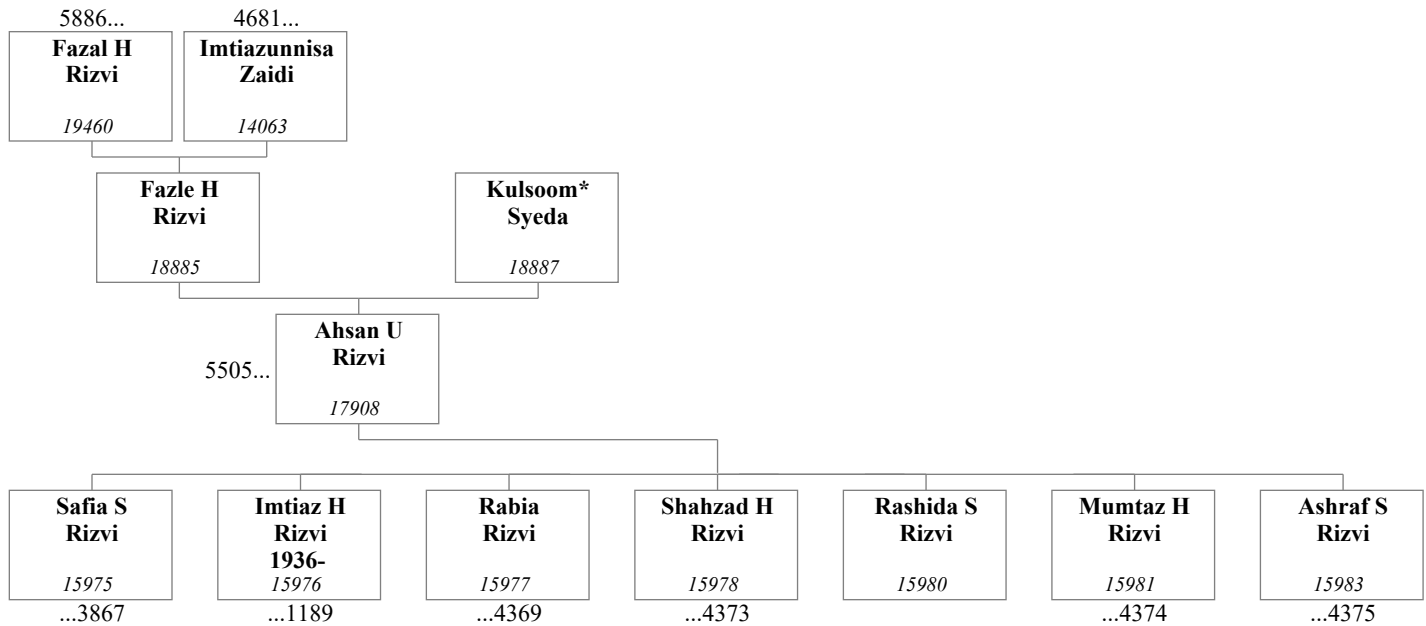 5886...
4681...
Fazal H
Rizvi
19460
Imtiazunnisa
Zaidi
14063
Fazle H
Rizvi
18885
Kulsoom*
Syeda
18887
5505...
Ahsan U
Rizvi
17908
Safia S
Rizvi
15975
...3867
Imtiaz H
Rizvi
1936-
15976
...1189
Rabia
Rizvi
15977
...4369
Shahzad H
Rizvi
15978
...4373
Rashida S
Rizvi
15980
Mumtaz H
Rizvi
15981
...4374
Ashraf S
Rizvi
15983
...4375